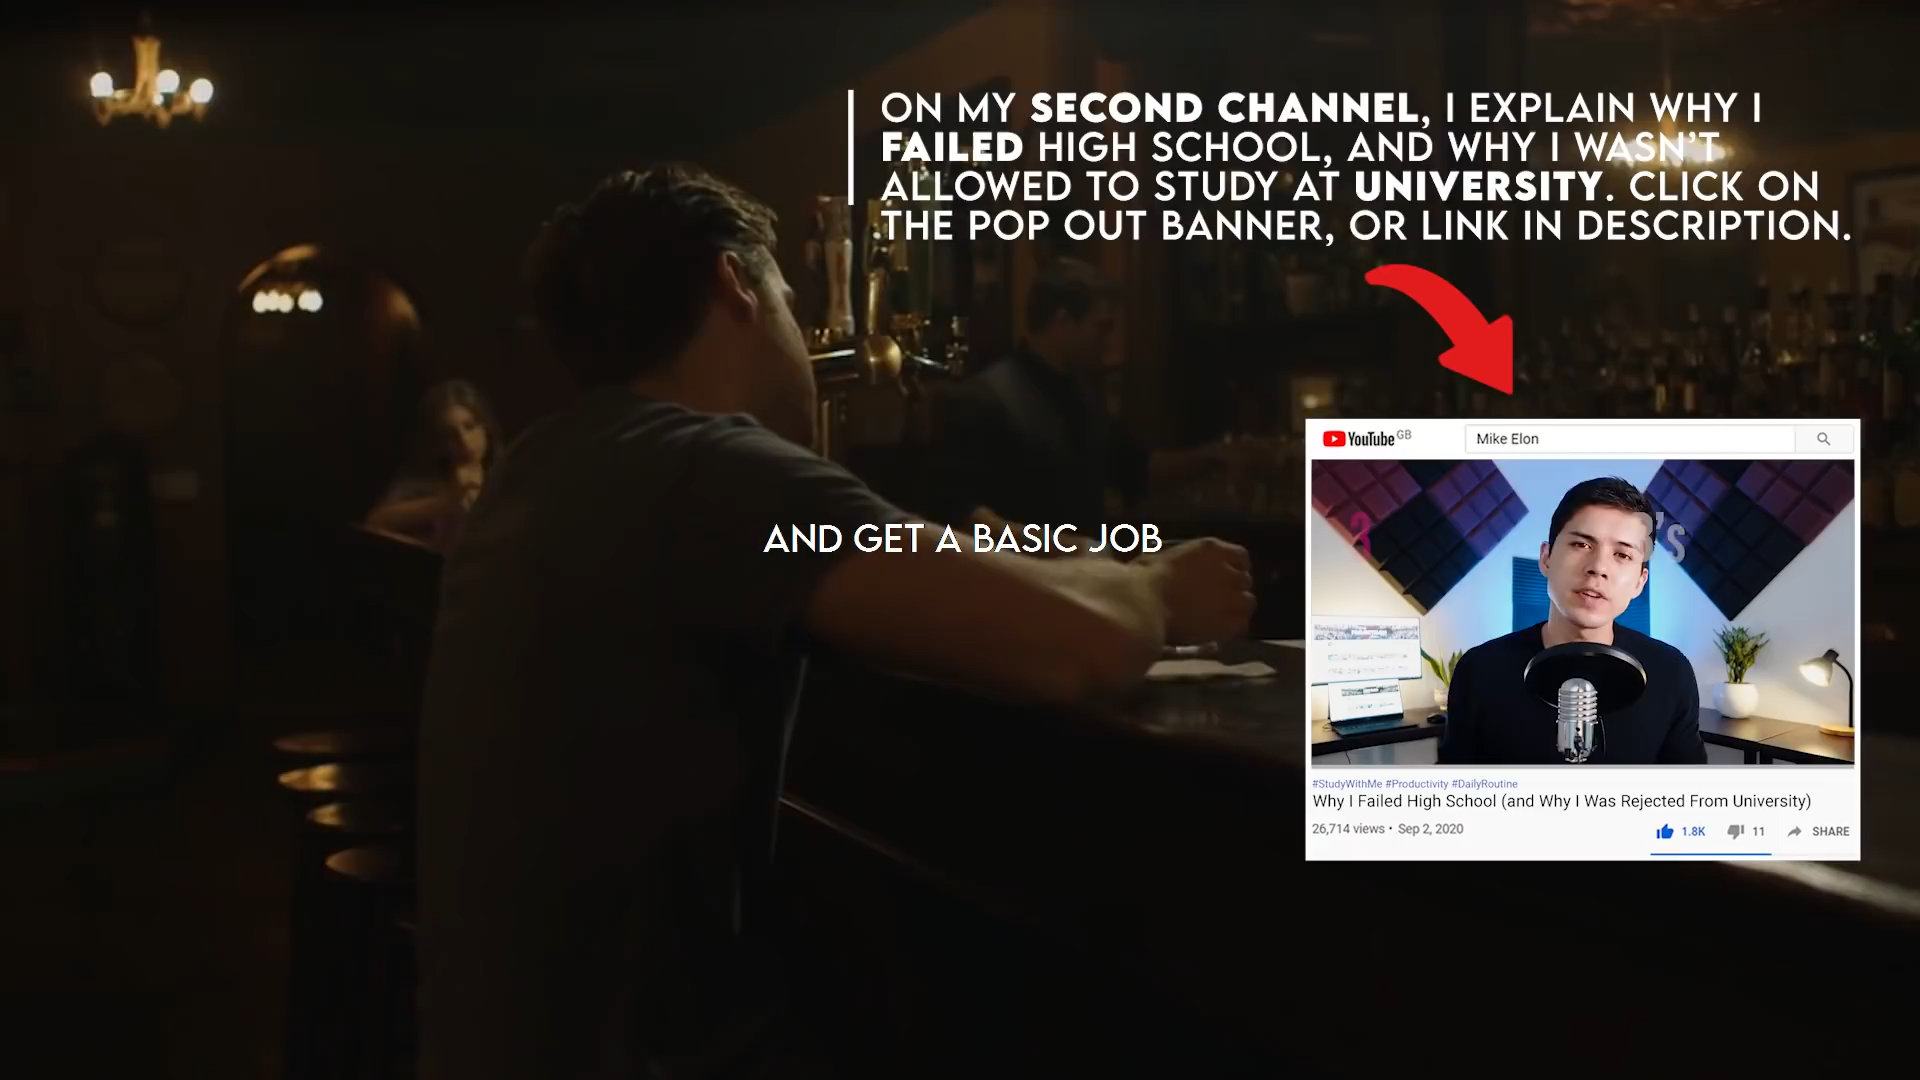 ON MY SECOND CHANNEL, I EXPLAIN WHY I
FAILED HIGH SCHOOL, AND WHY I WASN'T
ALLOWED TO STUDY AT UNIVERSITY. CLICK ON
THE POP OUT BANNER, OR LINK IN DESCRIPTION.
YouTube GB
Mike Elon
AND GET A BASIC JOB
#StudyWithMe #Productivity #DailyRoutine
Why I Failed High School (and Why I Was Rejected From University)
26,714 views • Sep 2, 2020
1.8K 11 SHARE